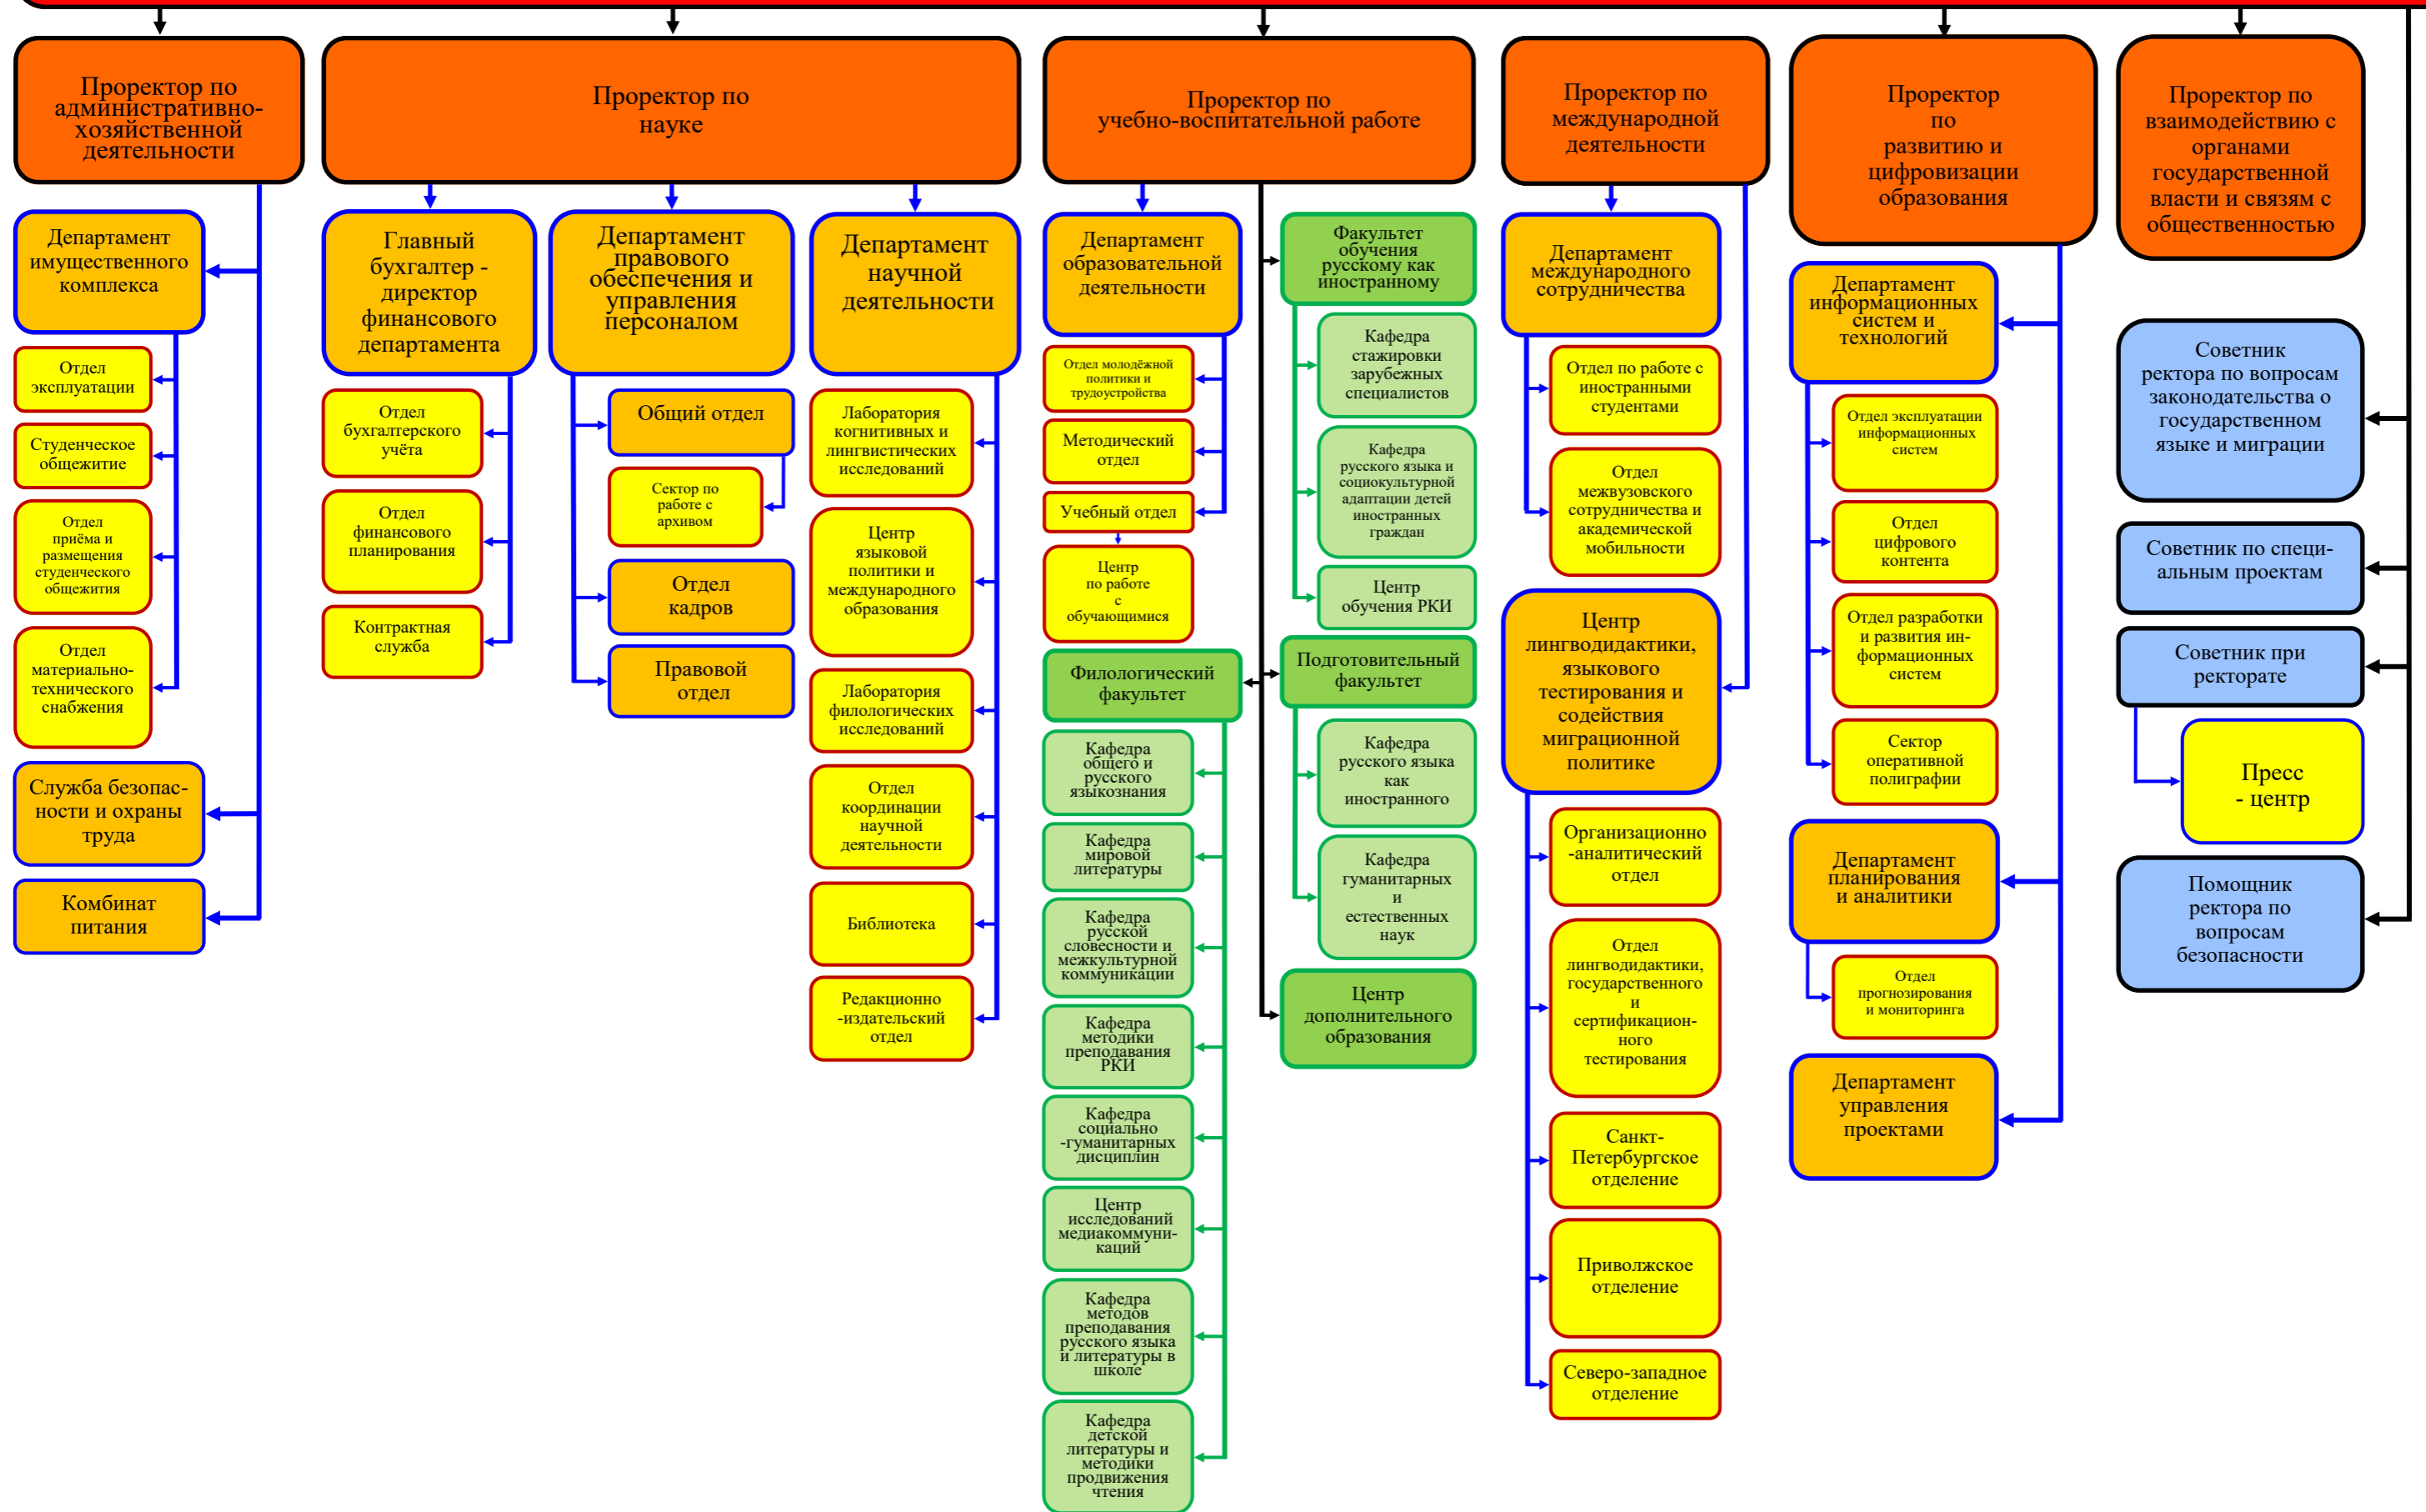 Проректор по
административно-
хозяйственной
деятельности
Департамент
имущественного
комплекса
Отдел
эксплуатации
Студенческое
общежитие
Отдел
приёма и
размещения
студенческого
общежития
Отдел
материально-
технического
снабжения
Служба безопас-
ности и охраны
труда
Комбинат
питания
Проректор по
науке
Главный
бухгалтер -
директор
финансового
департамента
Отдел
бухгалтерского
учёта
Отдел
финансового
планирования
Контрактная
служба
Департамент
правового
обеспечения и
управления
персоналом
Общий отдел
Сектор по
работе с
архивом
Отдел
кадров
Правовой
отдел
Департамент
научной
деятельности
Лаборатория
когнитивных и
лингвистических
исследований
Центр
языковой
политики и
международного
образования
Лаборатория
филологических
исследований
Отдел
координации
научной
деятельности
Библиотека
Редакционно
-издательский
отдел
Проректор по
учебно-воспитательной работе
Департамент
образовательной
деятельности
Отдел молодёжной
политики и
трудоустройства
Методический
отдел
Учебный отдел
Центр
по работе
с
обучающимися
Филологический
факультет
Кафедра
общего и
русского
языкознания
Кафедра
мировой
литературы
Кафедра
русской
словесности и
межкультурной
коммуникации
Кафедра
методики
преподавания
РКИ
Кафедра
социально
-гуманитарных
дисциплин
Центр
исследований
медиакоммуни-
каций
Кафедра
методов
преподавания
русского языка
и литературы в
школе
Кафедра
детской
литературы и
методики
продвижения
чтения
Факультет
обучения
русскому как
иностранному
Кафедра
стажировки
зарубежных
специалистов
Кафедра
русского языка и
социокультурной
адаптации детей
иностранных
граждан
Центр
обучения РКИ
Подготовительный
факультет
Кафедра
русского языка
как
иностранного
Кафедра
гуманитарных
и
естественных
наук
Центр
дополнительного
образования
Проректор по
международной
деятельности
Департамент
международного
сотрудничества
Отдел по работе с
иностранными
студентами
Отдел
межвузовского
сотрудничества и
академической
мобильности
Центр
лингводидактики,
языкового
тестирования и
содействия
миграционной
политике
Организационно
-аналитический
отдел
Отдел
лингводидактики,
государственного
и
сертификацион-
ного
тестирования
Санкт-
Петербургское
отделение
Приволжское
отделение
Северо-западное
отделение
Проректор
по
развитию и
цифровизации
образования
Департамент
информационных
систем и
технологий
Отдел эксплуатации
информационных
систем
Отдел
цифрового
контента
Отдел разработки
и развития ин-
формационных
систем
Сектор
оперативной
полиграфии
Департамент
планирования
и аналитики
Отдел
прогнозирования
и мониторинга
Департамент
управления
проектами
Проректор по
взаимодействию с
органами
государственной
власти и связям с
общественностью
Советник
ректора по вопросам
законодательства о
государственном
языке и миграции
Советник по специ-
альным проектам
Советник при
ректорате
Пресс
- центр
Помощник
ректора по
вопросам
безопасности